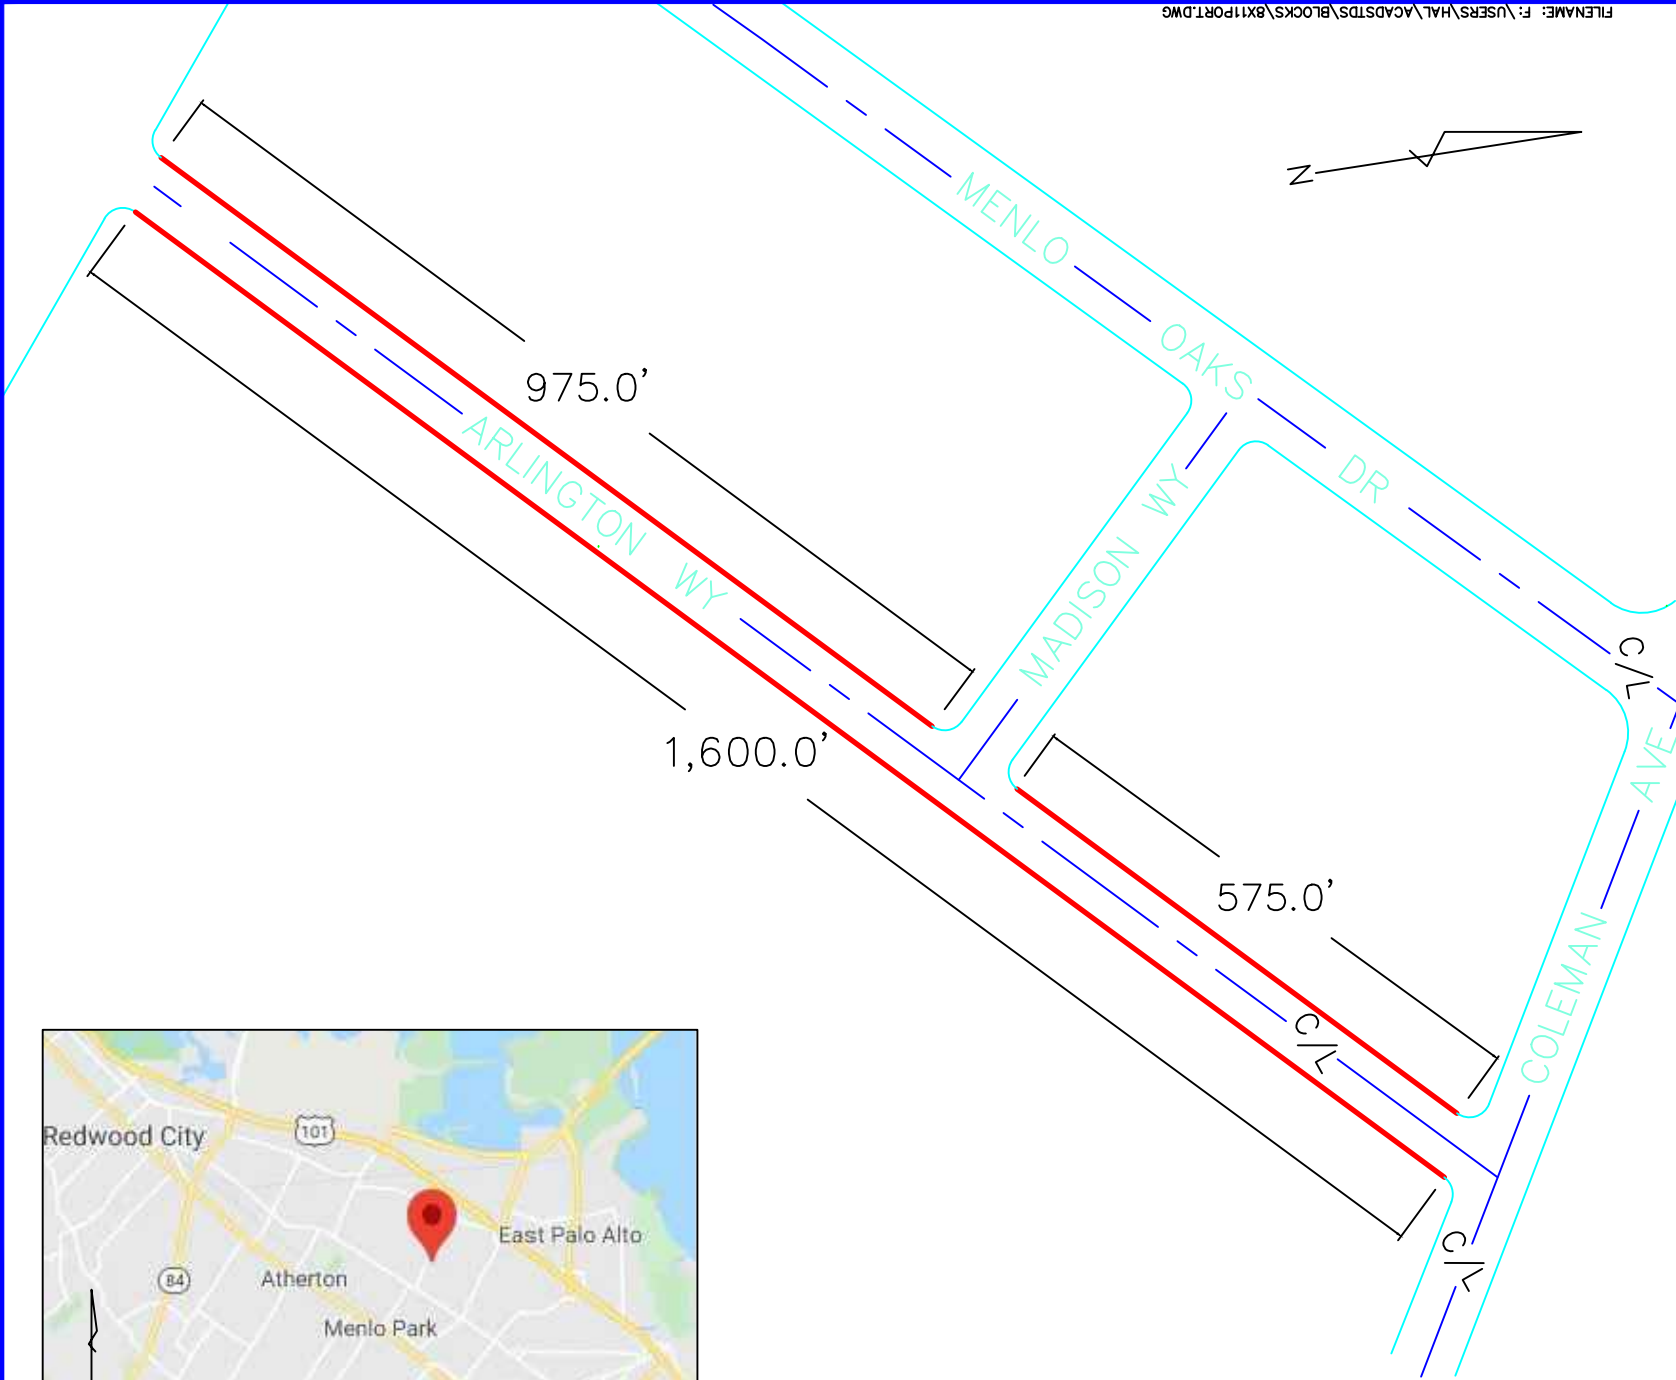 FILENAME: F:\USERS\HAL\ACADSTDS\BLOCKS\8X11PORT.DWG
N
MENLO OAKS DR
975.0'
ARLINGTON WY
MADISON WY
C/L
1,600.0'
AVE
COLEMAN
575.0'
C/L
C/L
Redwood City
101
East Palo Alto
84
Atherton
Menlo Park